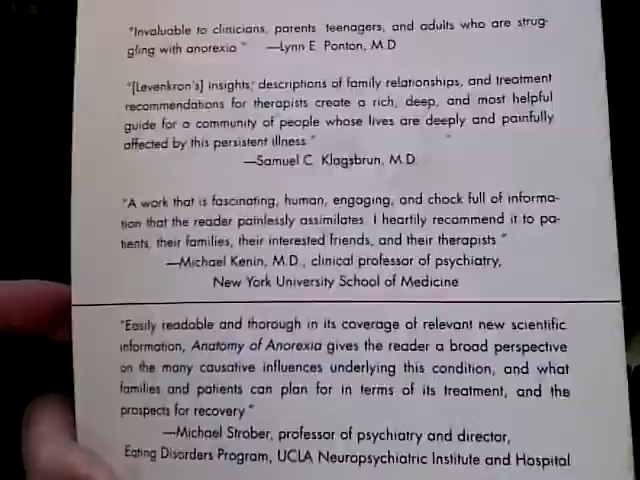 "Invaluable to clinicians, parents teenagers, and adults who are strug-
gling with anorexia " —Lynn E. Ponton, M.D
"[Levenkron's] insights, descriptions of family relationships, and treatment
recommendations for therapists create a rich, deep, and most helpful
guide for a community of people whose lives are deeply and painfully
affected by this persistent illness "
—Samuel C. Klagsbrun, M.D.
"A work that is fascinating, human, engaging, and chock full of informa-
tion that the reader painlessly assimilates. I heartily recommend it to pa-
tients, their families, their interested friends, and their therapists "
—Michael Kenin, M.D., clinical professor of psychiatry,
New York University School of Medicine
"Easily readable and thorough in its coverage of relevant new scientific
information, Anatomy of Anorexia gives the reader a broad perspective
on the many causative influences underlying this condition, and what
families and patients can plan for in terms of its treatment, and the
prospects for recovery "
—Michael Strober, professor of psychiatry and director,
Eating Disorders Program, UCLA Neuropsychiatric Institute and Hospital